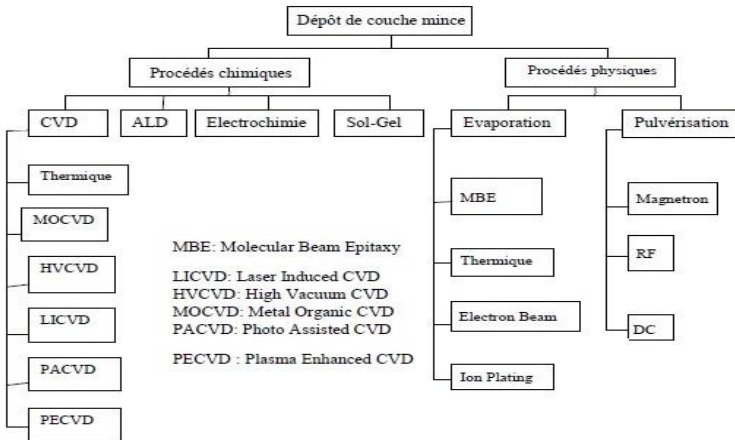 Dépôt de couche mince
Procédés chimiques
Procédés physiques
CVD
ALD
Electrochimie
Sol-Gel
Evaporation
Pulvérisation
Thermique
MOCVD
HVCVD
LICVD
PACVD
PECVD
MBE: Molecular Beam Epitaxy
LICVD: Laser Induced CVD
HVCVD: High Vacuum CVD
MOCVD: Metal Organic CVD
PACVD: Photo Assisted CVD
PECVD : Plasma Enhanced CVD
MBE
Thermique
Electron Beam
Ion Plating
Magnetron
RF
DC